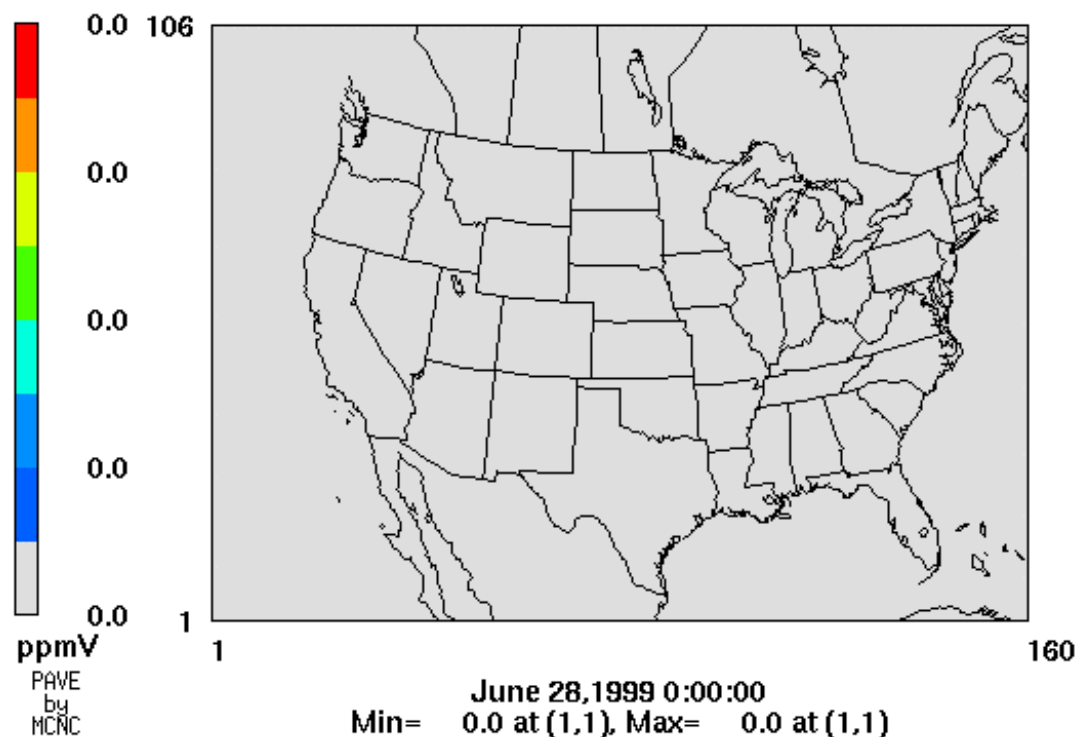 0.0
0.0
0.0
0.0
0.0
ppmV
PAVE
by
MCNC
106
1
1
160
June 28,1999 0:00:00
Min= 0.0 at (1,1), Max= 0.0 at (1,1)